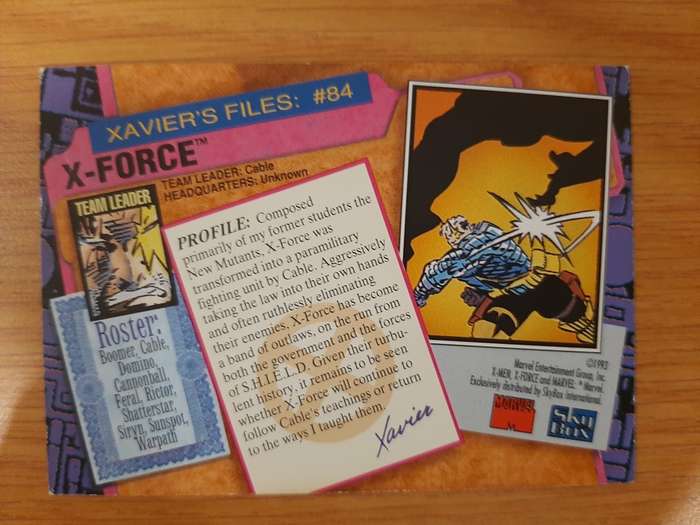 XAVIER'S FILES: #84
X-FORCE™
TEAM LEADER: Cable
HEADQUARTERS: Unknown
TEAM LEADER
PROFILE: Composed
primarily of my former students the
New Mutants, X-Force was
transformed into a paramilitary
fighting unit by Cable. Aggressively
taking the law into their own hands
and often ruthlessly eliminating
their enemies, X-Force has become
a band of outlaws, on the run from
both the government and the forces
of S.H.I.E.L.D. Given their turbu-
lent history, it remains to be seen
whether X-Force will continue to
follow Cable's teachings or return
to the ways I taught them.
Xavier
Roster:
Boomer, Cable,
Domino,
Cannonball,
Feral, Rictor,
Shatterstar,
Siryn, Sunspot,
Warpath
©1993
Marvel Entertainment Group, Inc.
X-MEN, X-FORCE and MARVEL: ® Marvel.
Exclusively distributed by SkyBox International.
MARVEL
SKY
BOX